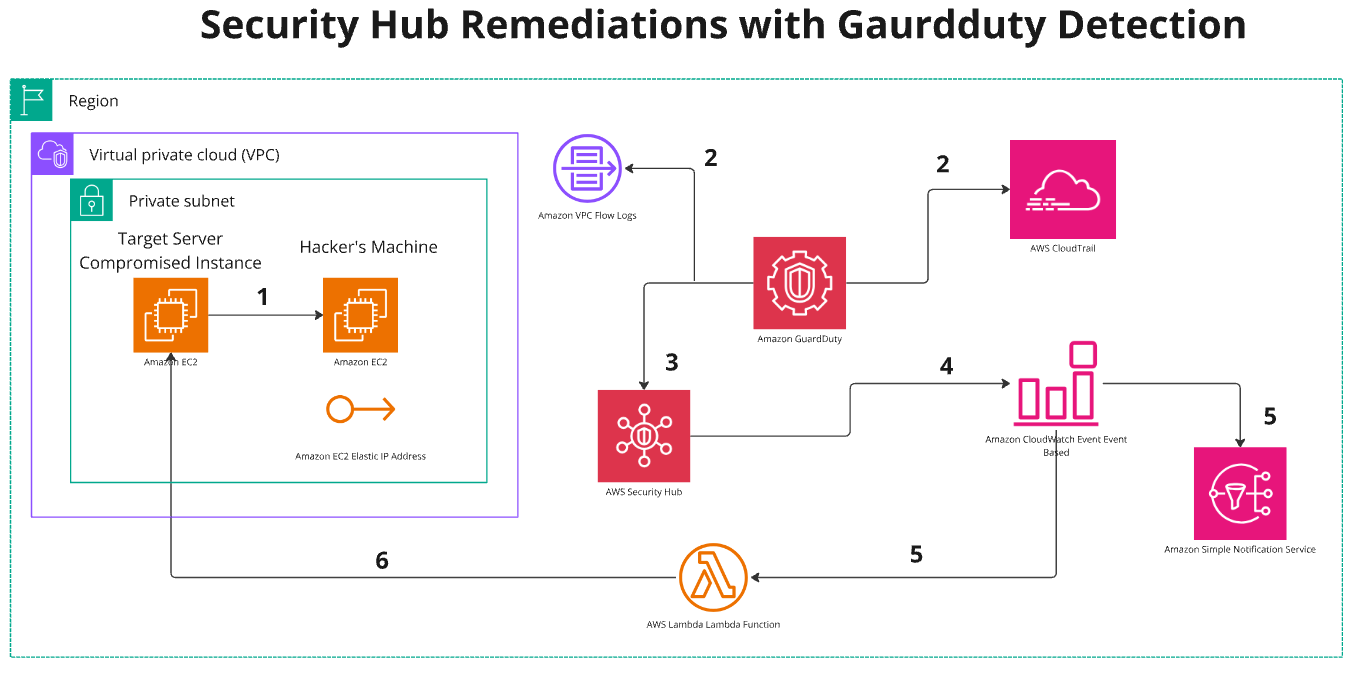 Security Hub Remediations with Gaurdduty Detection
Region
Virtual private cloud (VPC)
Private subnet
Target Server
Compromised Instance
Hacker's Machine
1
Amazon EC2
Amazon EC2
Amazon EC2 Elastic IP Address
2
Amazon VPC Flow Logs
2
AWS CloudTrail
Amazon GuardDuty
3
AWS Security Hub
4
Amazon CloudWatch Event Event
Based
5
Amazon Simple Notification Service
5
AWS Lambda Lambda Function
6